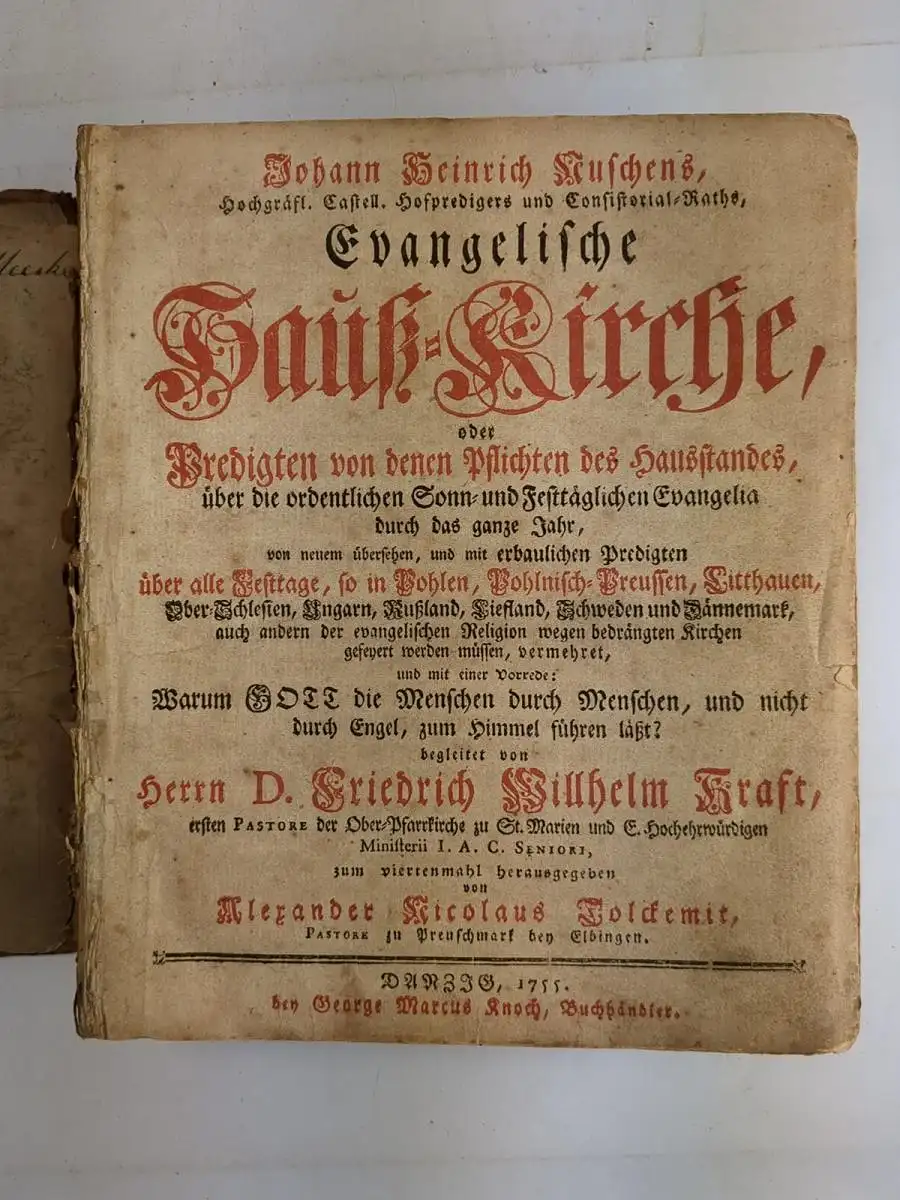 Johann Heinrich Muschens,
Hochgräfl. Castell. Hofpredigers und Consistorial-Raths,
Evangelische
Hauß-Kirche,
oder
Predigten von denen Pflichten des Hausstandes,
über die ordentlichen Sonn- und Festtäglichen Evangelia
durch das ganze Jahr,
von neuem übersehen, und mit erbaulichen Predigten
über alle Festtage, so in Pohlen, Pohlnisch-Preussen, Litthauen,
Ober-Schlesien, Ungarn, Rußland, Liefland, Schweden und Dännemark,
auch andern der evangelischen Religion wegen bedrängten Kirchen
gefeyert werden müssen, vermehret,
und mit einer Vorrede:
Warum GOTT die Menschen durch Menschen, und nicht
durch Engel, zum Himmel führen läßt?
begleitet von
Herrn D. Friedrich Willhelm Kraft,
ersten PASTORE der Ober-Pfarrkirche zu St. Marien und E. Hochehrwürdigen
Ministerii I. A. C. SENIORI,
zum viertenmahl herausgegeben
von
Alexander Nicolaus Tolckemit,
PASTORE zu Preuschmark bey Elbingen.
DANZIG, 1755.
bey George Marcus Knoch, Buchhändler.